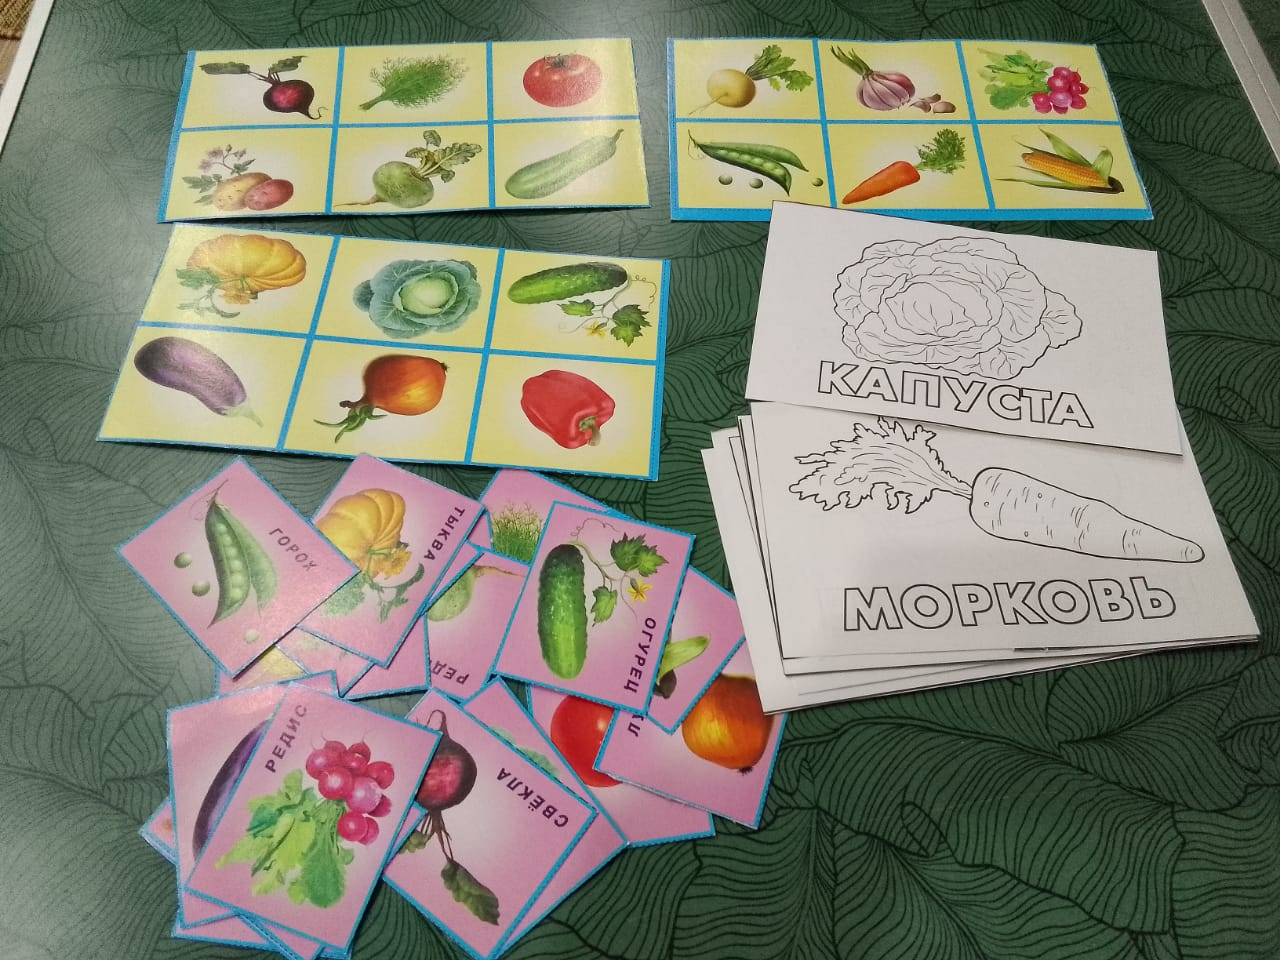 КАПУСТА
МОРКОВЬ
ГОРОХ
ТЫКВА
ОГУРЕЦ
РЕДИС
СВЁКЛА